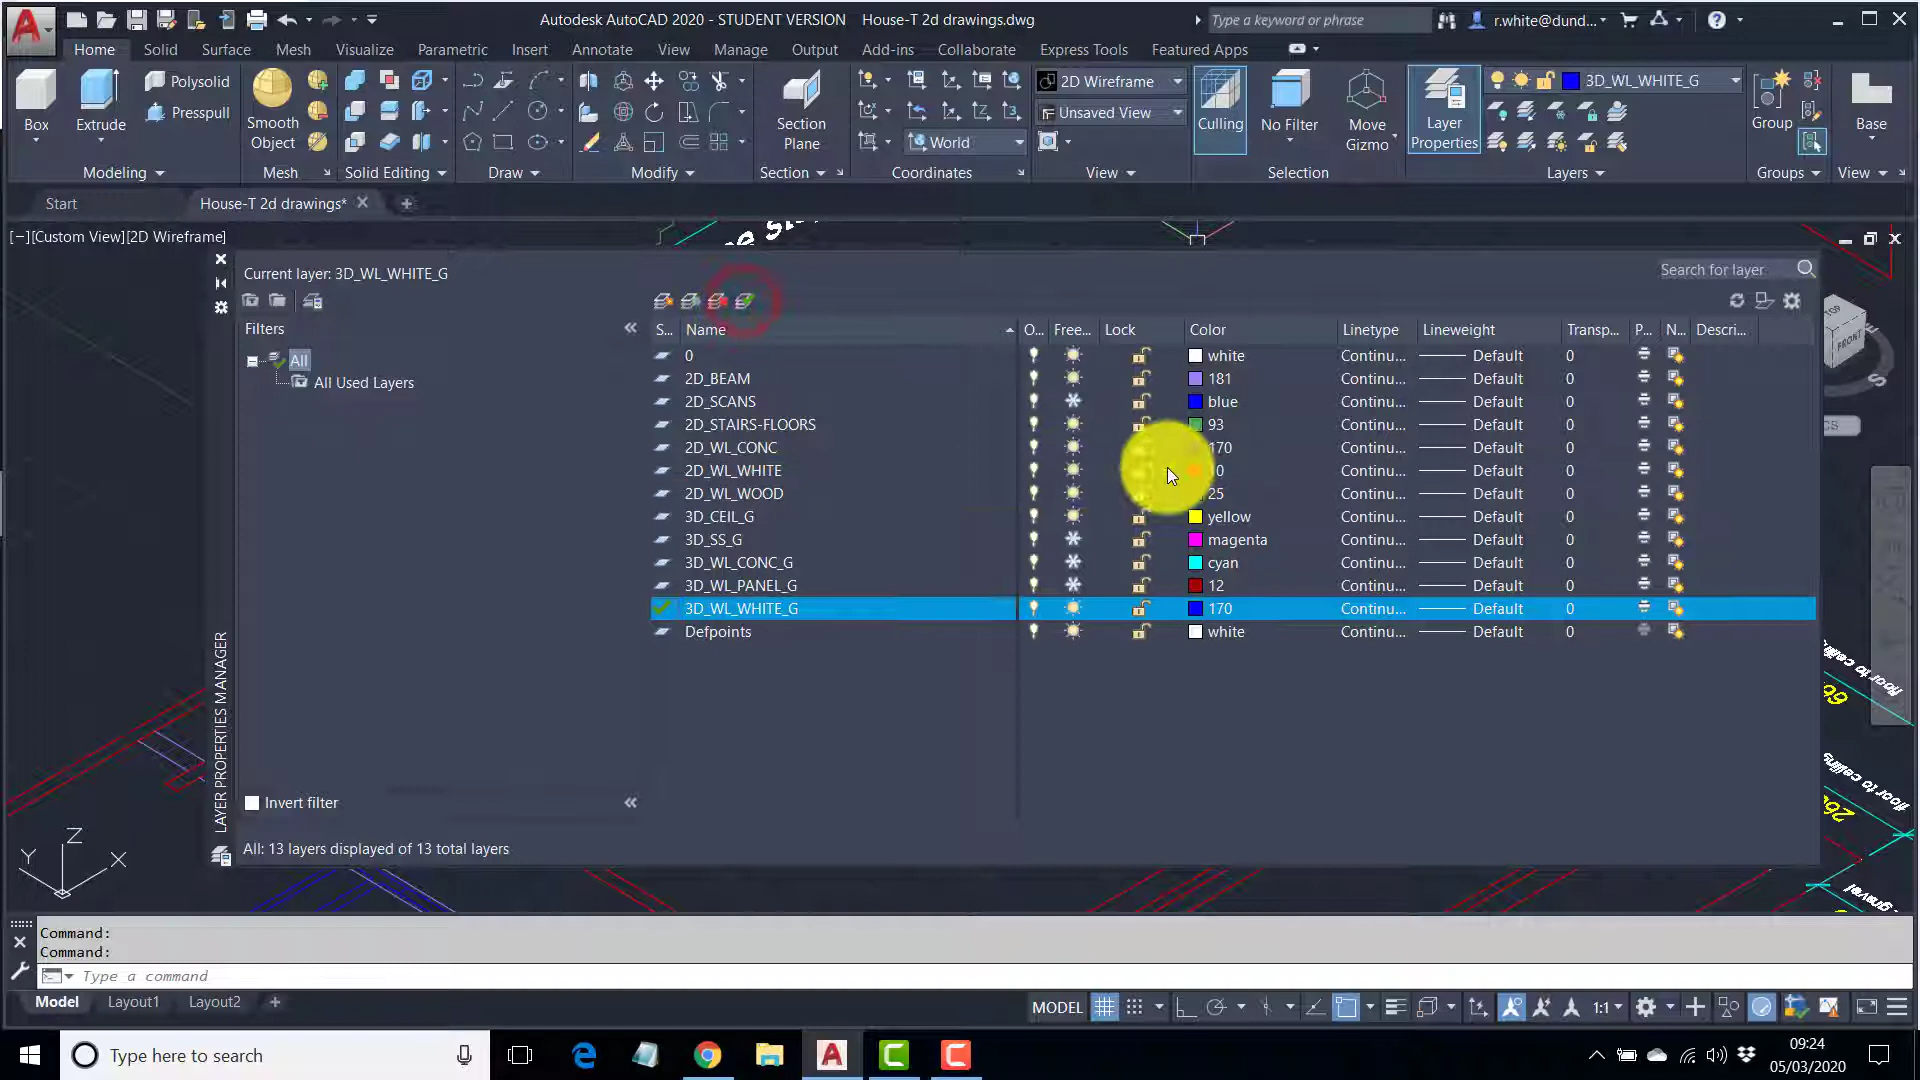 Autodesk AutoCAD 2020 - STUDENT VERSION House-T 2d drawings.dwg
Type a keyword or phrase
r.white@dund...
Home Solid Surface Mesh Visualize Parametric Insert Annotate View Manage Output Add-ins Collaborate Express Tools Featured Apps
Box
Extrude
Polysolid
Presspull
Smooth Object
Section Plane
World
2D Wireframe
Unsaved View
Culling
No Filter
Move Gizmo
Layer Properties
3D_WL_WHITE_G
Group
Base
Modeling Mesh Solid Editing Draw Modify Section Coordinates View Selection Layers Groups View
Start House-T 2d drawings*
[−][Custom View][2D Wireframe]
Current layer: 3D_WL_WHITE_G
Search for layer
Filters
All
All Used Layers
S... Name O... Free... Lock Color Linetype Lineweight Transp... P... N... Descri...
0 white Continu... Default 0
2D_BEAM 181 Continu... Default 0
2D_SCANS blue Continu... Default 0
2D_STAIRS-FLOORS 93 Continu... Default 0
2D_WL_CONC 170 Continu... Default 0
2D_WL_WHITE Continu... Default 0
2D_WL_WOOD 25 Continu... Default 0
3D_CEIL_G yellow Continu... Default 0
3D_SS_G magenta Continu... Default 0
3D_WL_CONC_G cyan Continu... Default 0
3D_WL_PANEL_G 12 Continu... Default 0
3D_WL_WHITE_G 170 Continu... Default 0
Defpoints white Continu... Default 0
TOP
FRONT
S
floor to ceiling
floor to ceiling
LAYER PROPERTIES MANAGER
Invert filter
All: 13 layers displayed of 13 total layers
Z
Y X
Command:
Command:
Type a command
Model Layout1 Layout2 +
MODEL 1:1
Type here to search
09:24
05/03/2020